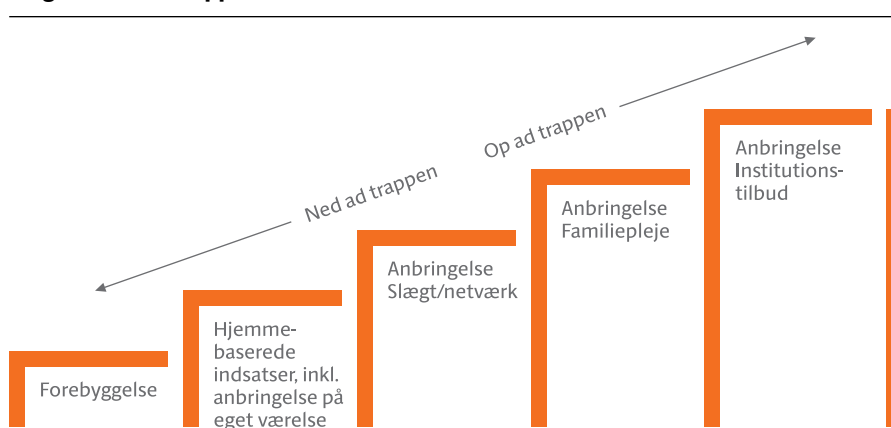 Op ad trappen
Ned ad trappen
Anbringelse
Institutions-
tilbud
Anbringelse
Familiepleje
Anbringelse
Slægt/netværk
Hjemme-
baserede
indsatser, inkl.
anbringelse på
eget værelse
Forebyggelse